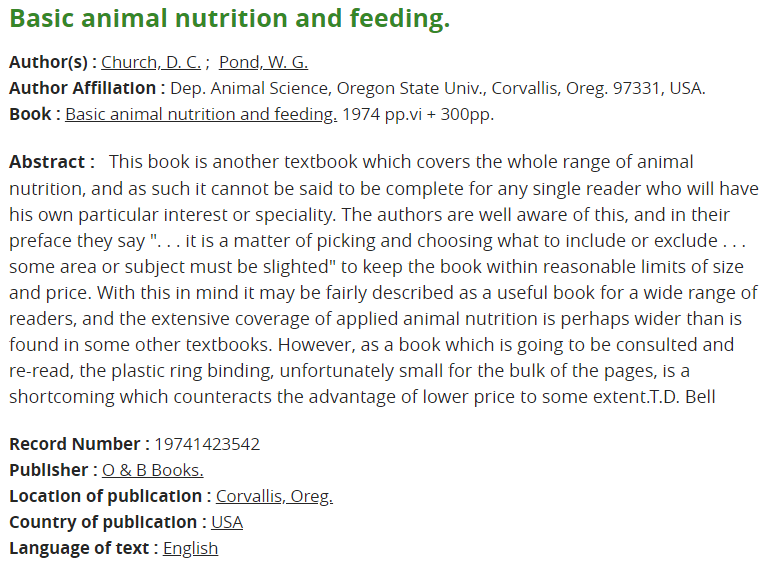 Basic animal nutrition and feeding.
Author(s) : Church, D. C. ; Pond, W. G.
Author Affiliation : Dep. Animal Science, Oregon State Univ., Corvallis, Oreg. 97331, USA.
Book : Basic animal nutrition and feeding. 1974 pp.vi + 300pp.
Abstract : This book is another textbook which covers the whole range of animal
nutrition, and as such it cannot be said to be complete for any single reader who will have
his own particular interest or speciality. The authors are well aware of this, and in their
preface they say ". . . it is a matter of picking and choosing what to include or exclude . . .
some area or subject must be slighted" to keep the book within reasonable limits of size
and price. With this in mind it may be fairly described as a useful book for a wide range of
readers, and the extensive coverage of applied animal nutrition is perhaps wider than is
found in some other textbooks. However, as a book which is going to be consulted and
re-read, the plastic ring binding, unfortunately small for the bulk of the pages, is a
shortcoming which counteracts the advantage of lower price to some extent.T.D. Bell
Record Number : 19741423542
Publisher : O & B Books.
Location of publication : Corvallis, Oreg.
Country of publication : USA
Language of text : English